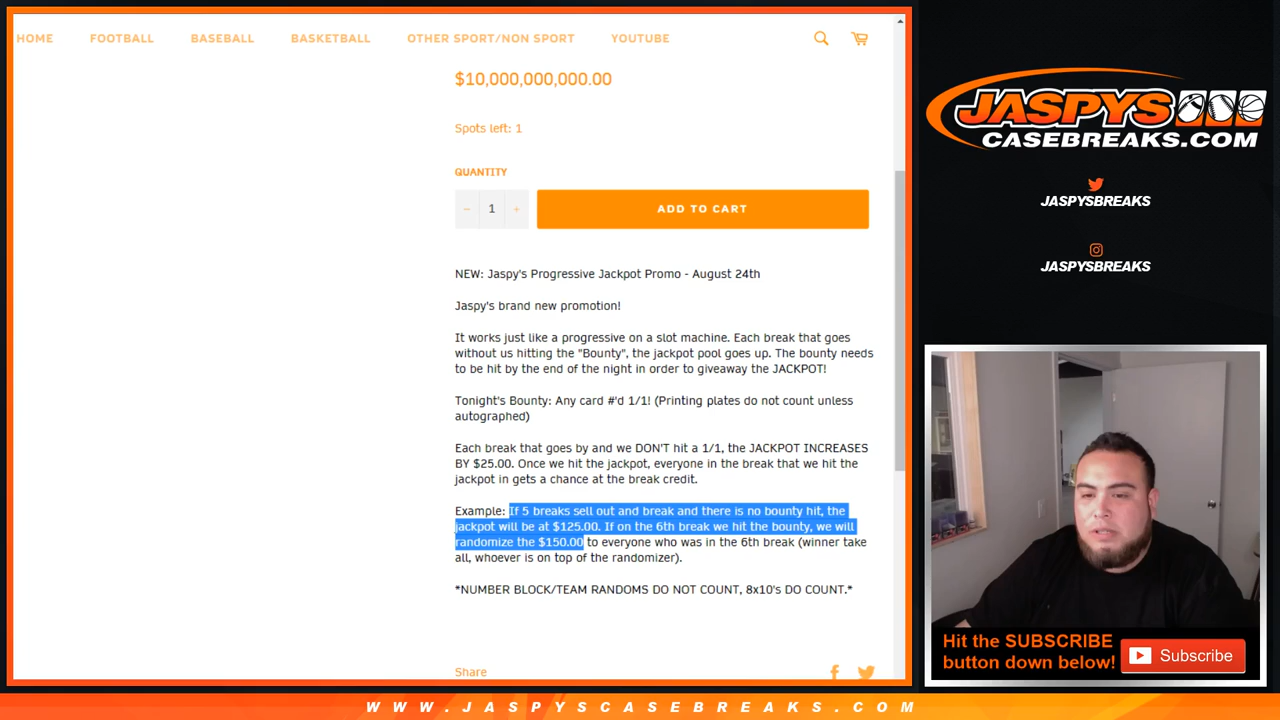 HOME FOOTBALL BASEBALL BASKETBALL OTHER SPORT/NON SPORT YOUTUBE
$10,000,000,000.00
Spots left: 1
QUANTITY
− 1 +
ADD TO CART
NEW: Jaspy's Progressive Jackpot Promo - August 24th
Jaspy's brand new promotion!
It works just like a progressive on a slot machine. Each break that goes
without us hitting the "Bounty", the jackpot pool goes up. The bounty needs
to be hit by the end of the night in order to giveaway the JACKPOT!
Tonight's Bounty: Any card #'d 1/1! (Printing plates do not count unless
autographed)
Each break that goes by and we DON'T hit a 1/1, the JACKPOT INCREASES
BY $25.00. Once we hit the jackpot, everyone in the break that we hit the
jackpot in gets a chance at the break credit.
Example: If 5 breaks sell out and break and there is no bounty hit, the
jackpot will be at $125.00. If on the 6th break we hit the bounty, we will
randomize the $150.00 to everyone who was in the 6th break (winner take
all, whoever is on top of the randomizer).
*NUMBER BLOCK/TEAM RANDOMS DO NOT COUNT, 8x10's DO COUNT.*
Share
JASPYS
CASEBREAKS.COM
JASPYSBREAKS
JASPYSBREAKS
Hit the SUBSCRIBE
button down below!
Subscribe
WWW.JASPYSCASEBREAKS.COM